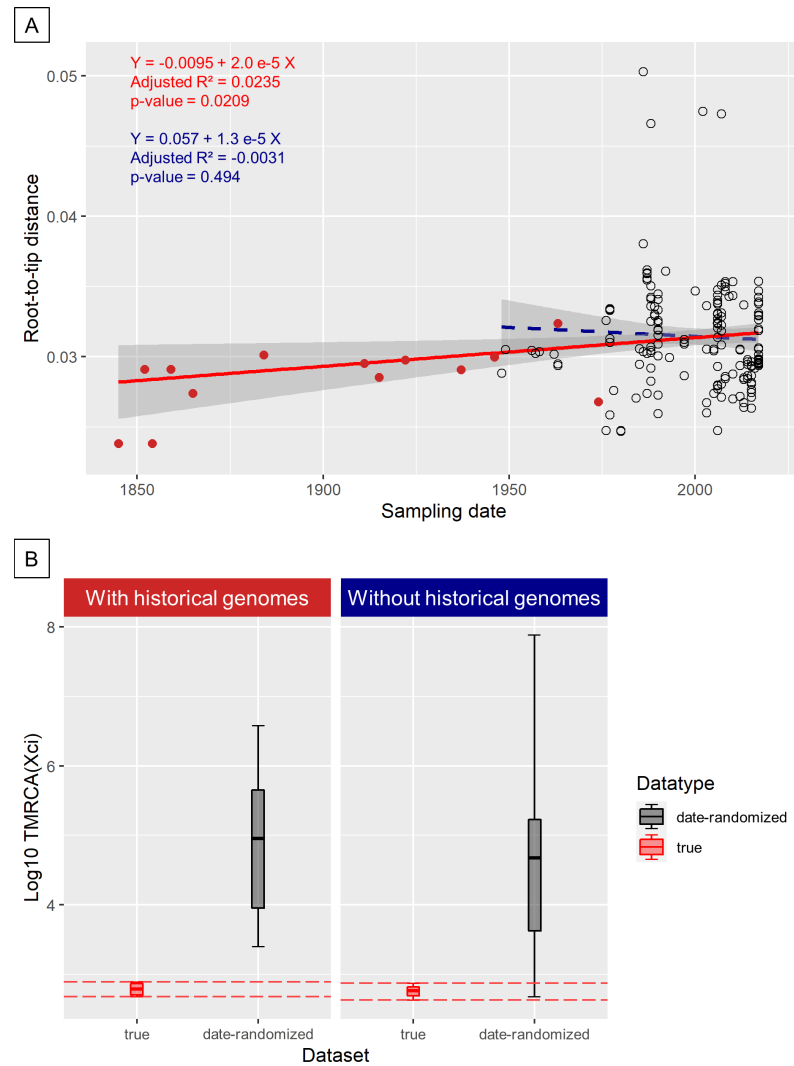 A
Y = -0.0095 + 2.0 e-5 X
Adjusted R² = 0.0235
p-value = 0.0209
Y = 0.057 + 1.3 e-5 X
Adjusted R² = -0.0031
p-value = 0.494
0.05
0.04
0.03
Root-to-tip distance
1850 1900 1950 2000
Sampling date
B
With historical genomes Without historical genomes
8
6
4
Log10 TMRCA(Xci)
Datatype
date-randomized
true
true date-randomized true date-randomized
Dataset